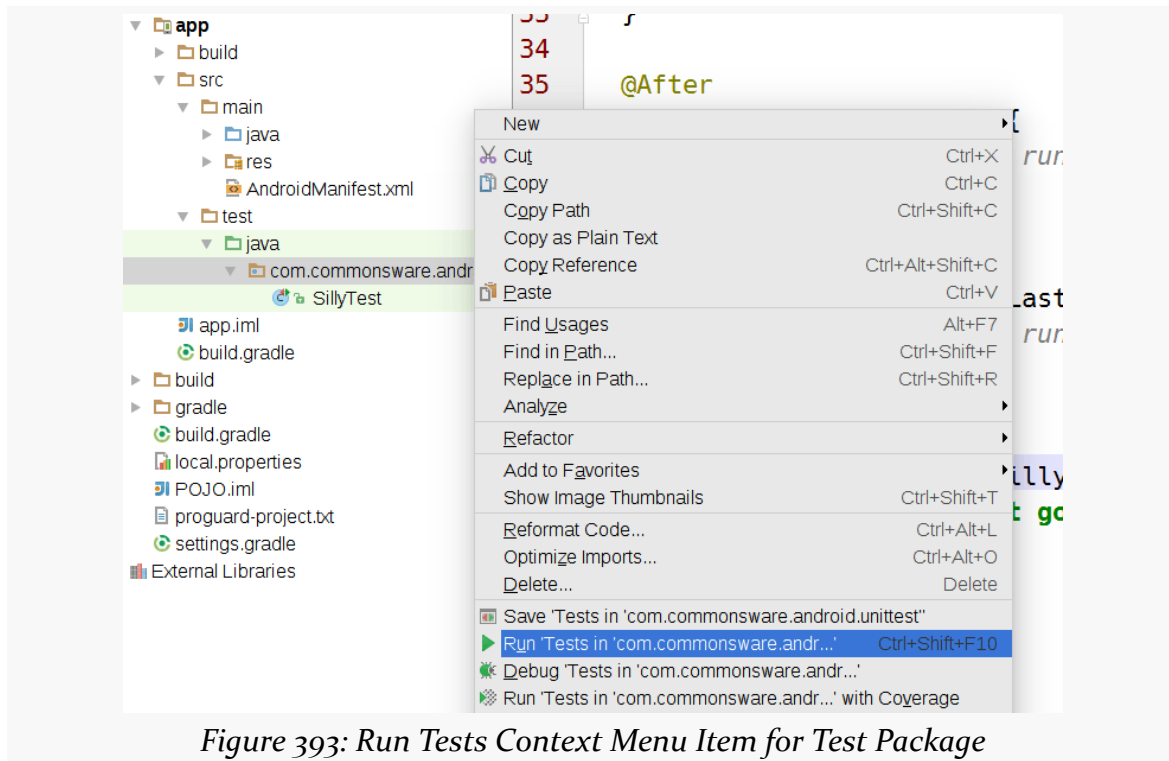 app
build
src
main
java
res
AndroidManifest.xml
test
java
com.commonsware.andr
SillyTest
app.iml
build.gradle
build
gradle
build.gradle
local.properties
POJO.iml
proguard-project.txt
settings.gradle
External Libraries
33 }
34
35 @After
{
run
Last
run
illy
t go
New
Cut Ctrl+X
Copy Ctrl+C
Copy Path Ctrl+Shift+C
Copy as Plain Text
Copy Reference Ctrl+Alt+Shift+C
Paste Ctrl+V
Find Usages Alt+F7
Find in Path... Ctrl+Shift+F
Replace in Path... Ctrl+Shift+R
Analyze
Refactor
Add to Favorites
Show Image Thumbnails Ctrl+Shift+T
Reformat Code... Ctrl+Alt+L
Optimize Imports... Ctrl+Alt+O
Delete... Delete
Save 'Tests in 'com.commonsware.android.unittest''
Run 'Tests in 'com.commonsware.andr...' Ctrl+Shift+F10
Debug 'Tests in 'com.commonsware.andr...'
Run 'Tests in 'com.commonsware.andr...' with Coverage
Figure 393: Run Tests Context Menu Item for Test Package